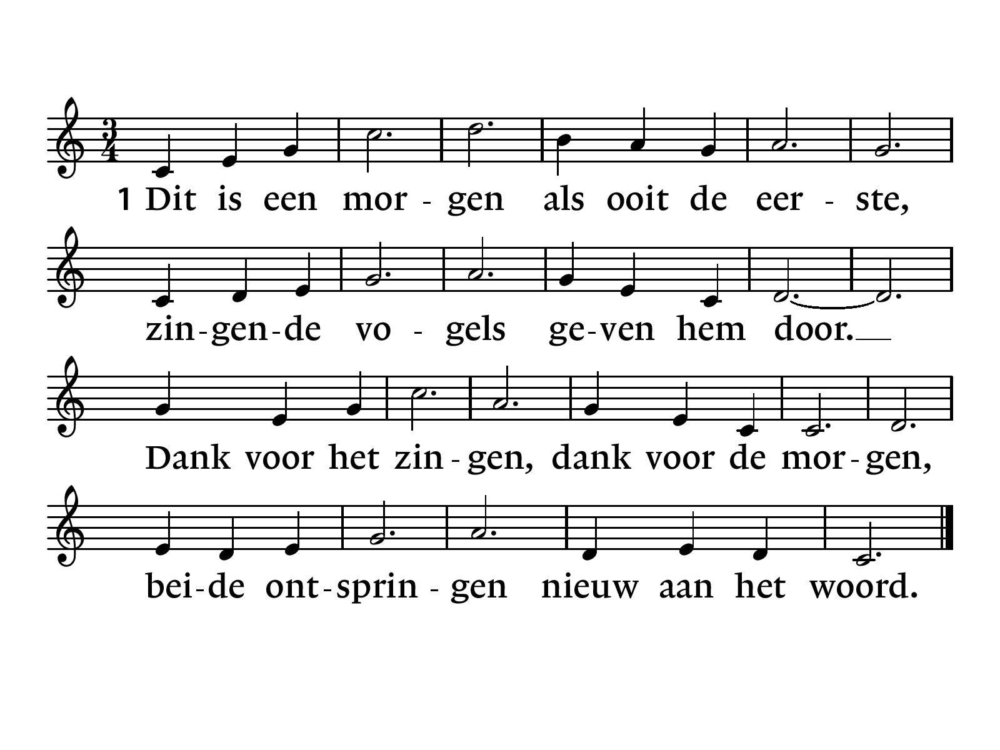 3
4
1 Dit is een mor - gen als ooit de eer - ste,
zin-gen-de vo - gels ge-ven hem door.
Dank voor het zin - gen, dank voor de mor - gen,
bei-de ont-sprin - gen nieuw aan het woord.